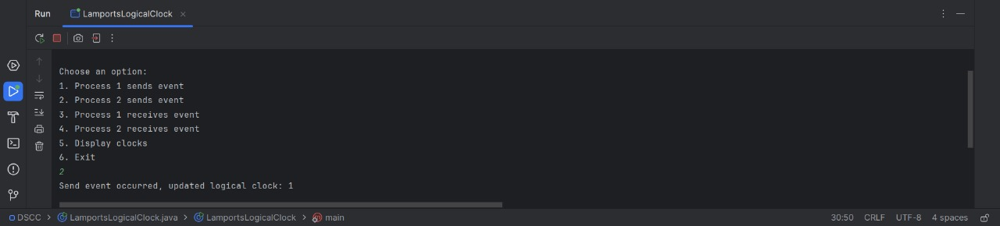 Run LamportsLogicalClock
Choose an option:
1. Process 1 sends event
2. Process 2 sends event
3. Process 1 receives event
4. Process 2 receives event
5. Display clocks
6. Exit
2
Send event occurred, updated logical clock: 1
DSCC > LamportsLogicalClock.java > LamportsLogicalClock > main 30:50 CRLF UTF-8 4 spaces